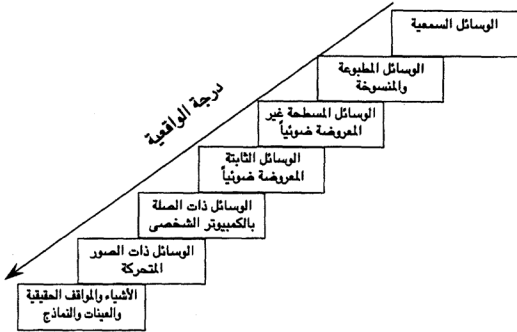 الوسائل السمعية
الوسائل المطبوعة
والمنسوخة
درجة الواقعية
الوسائل المسطحة غير
المعروضة ضوئياً
الوسائل الثابتة
المعروضة ضوئياً
الوسائل ذات الصلة
بالكمبيوتر الشخصى
الوسائل ذات الصور
المتحركة
الأشياء والمواقف الحقيقية
والعينات والنماذج